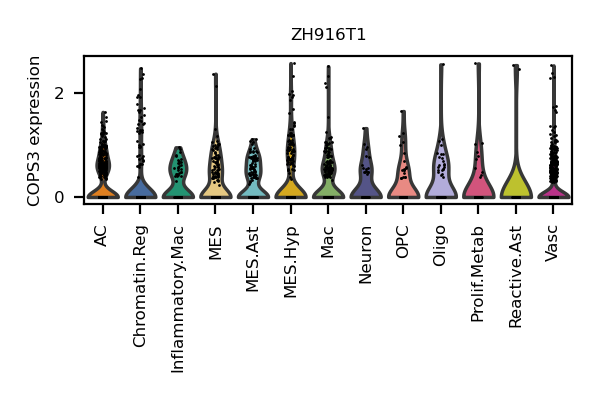 ZH916T1
COPS3 expression
2
0
AC
Chromatin.Reg
Inflammatory.Mac
MES
MES.Ast
MES.Hyp
Mac
Neuron
OPC
Oligo
Prolif.Metab
Reactive.Ast
Vasc